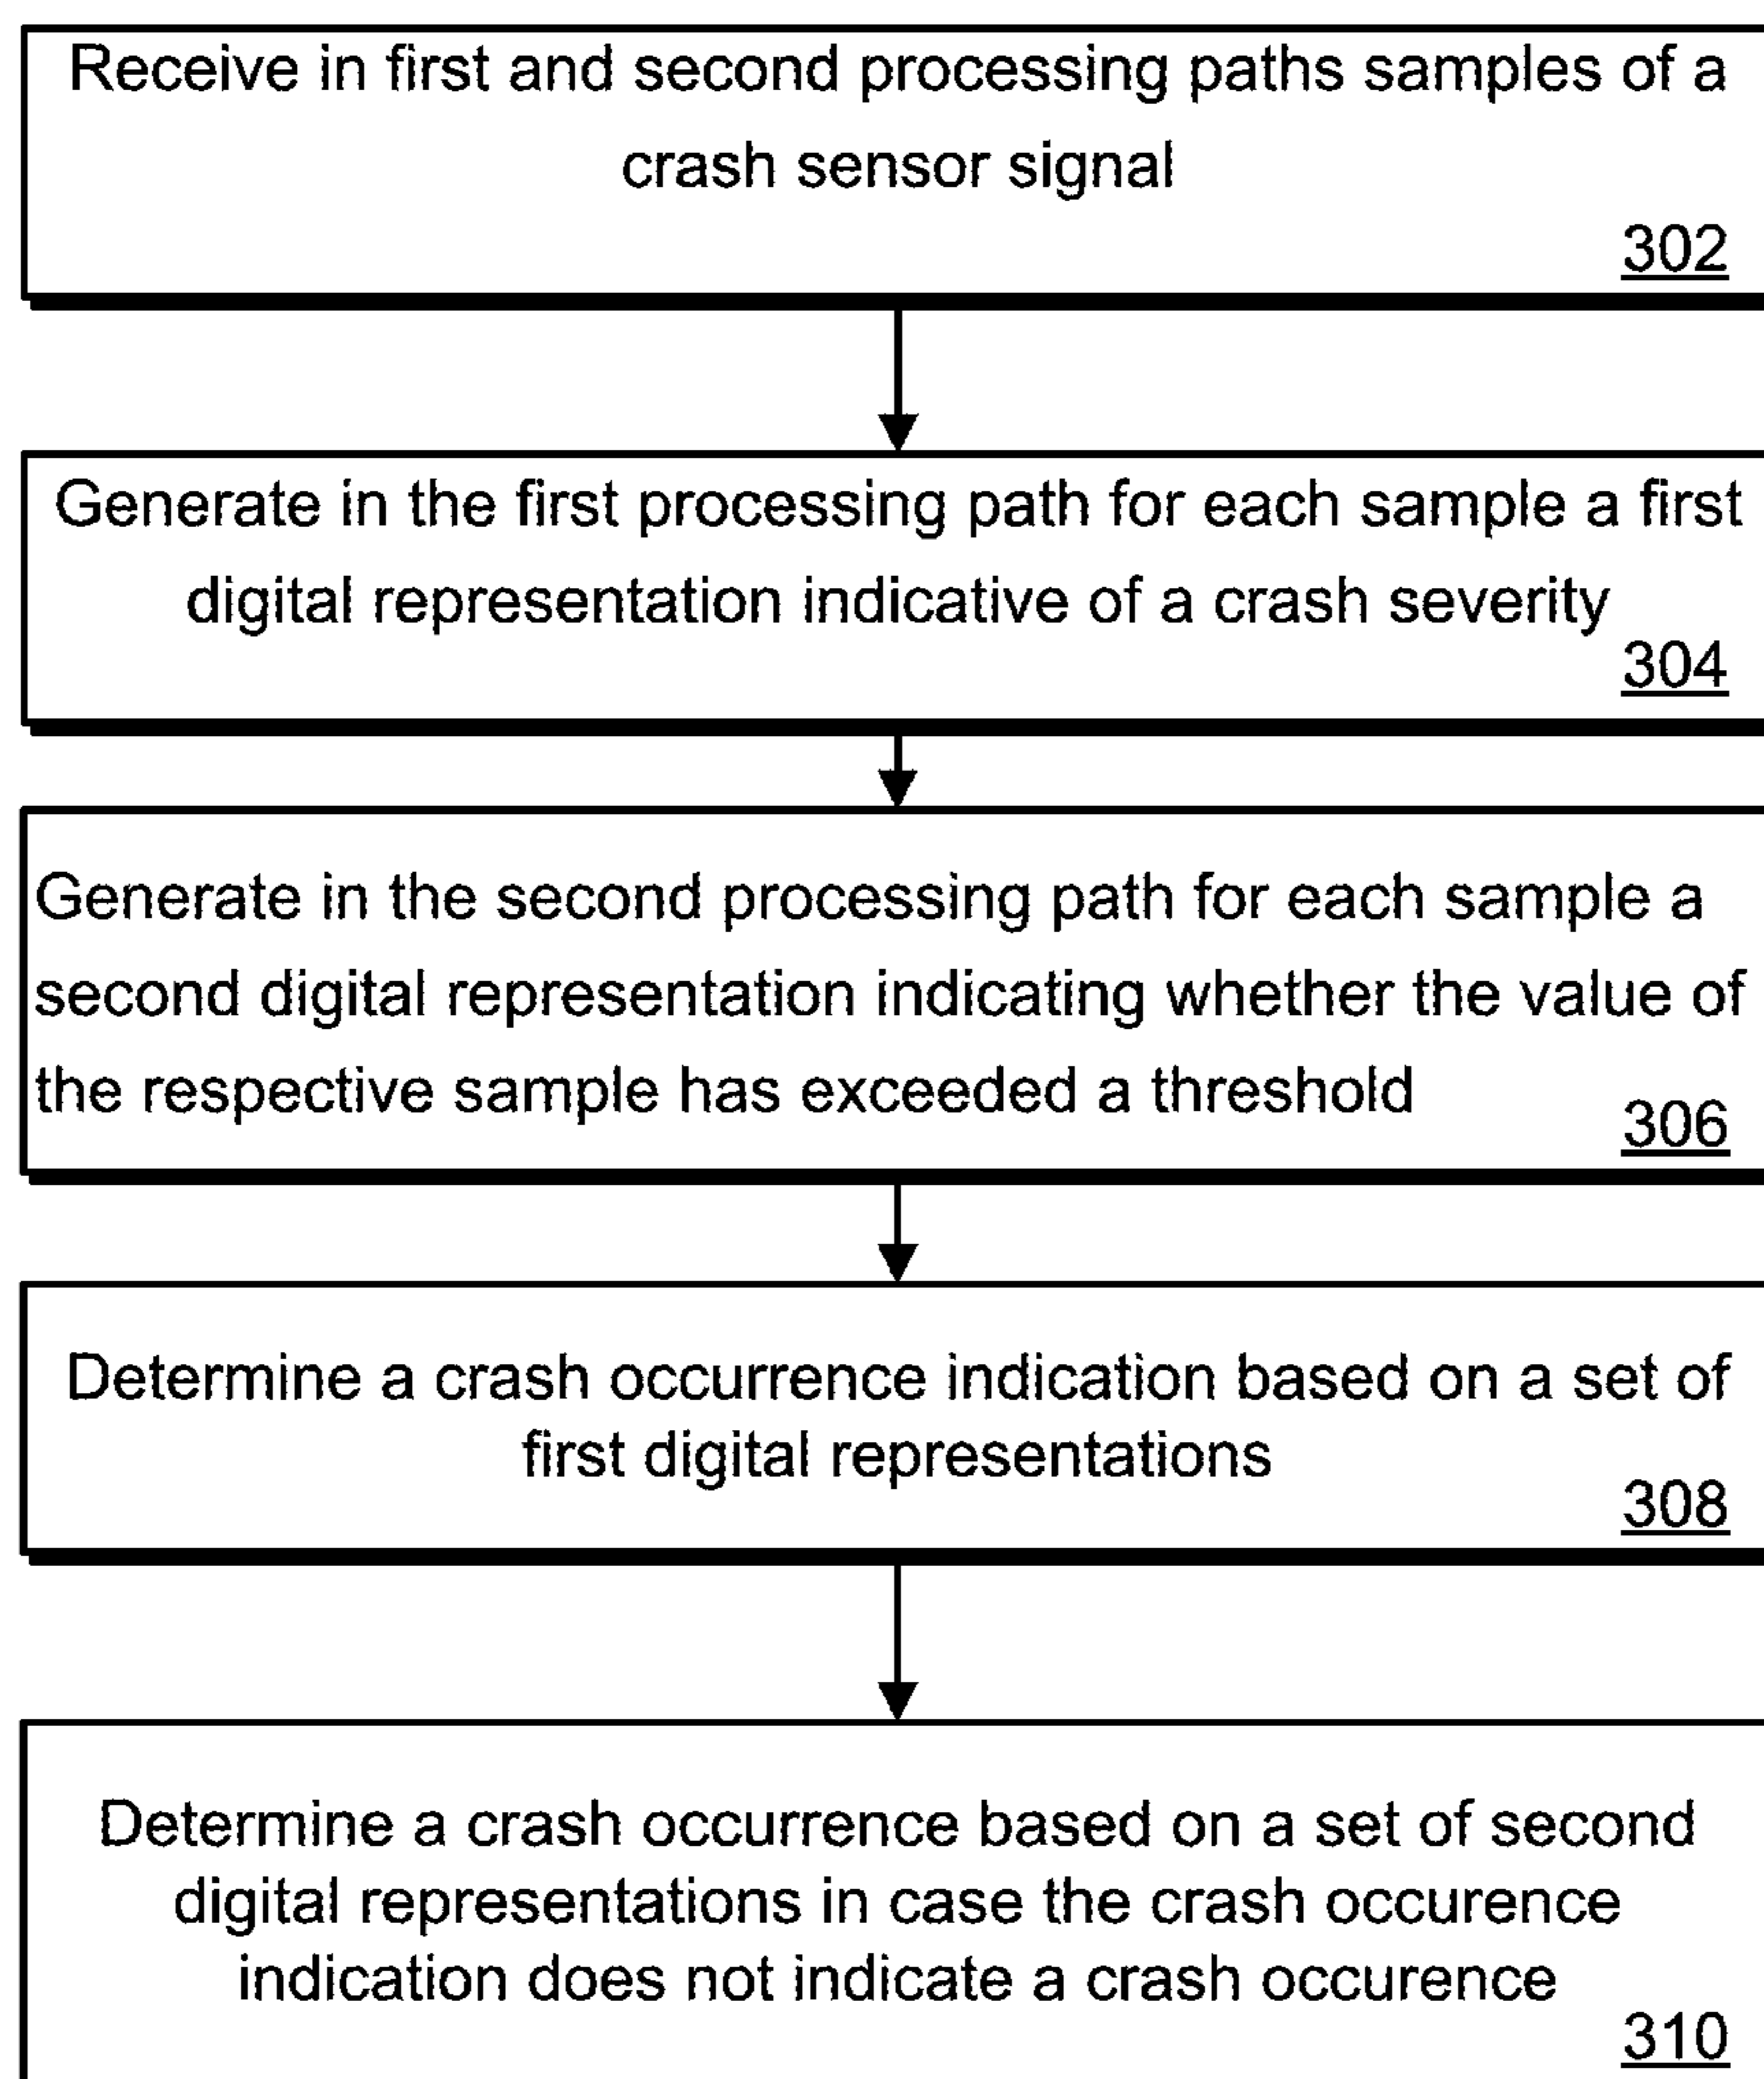 Receive in first and second processing paths samples of a
crash sensor signal
302
Generate in the first processing path for each sample a first
digital representation indicative of a crash severity
304
Generate in the second processing path for each sample a
second digital representation indicating whether the value of
the respective sample has exceeded a threshold
306
Determine a crash occurrence indication based on a set of
first digital representations
308
Determine a crash occurrence based on a set of second
digital representations in case the crash occurence
indication does not indicate a crash occurence
310